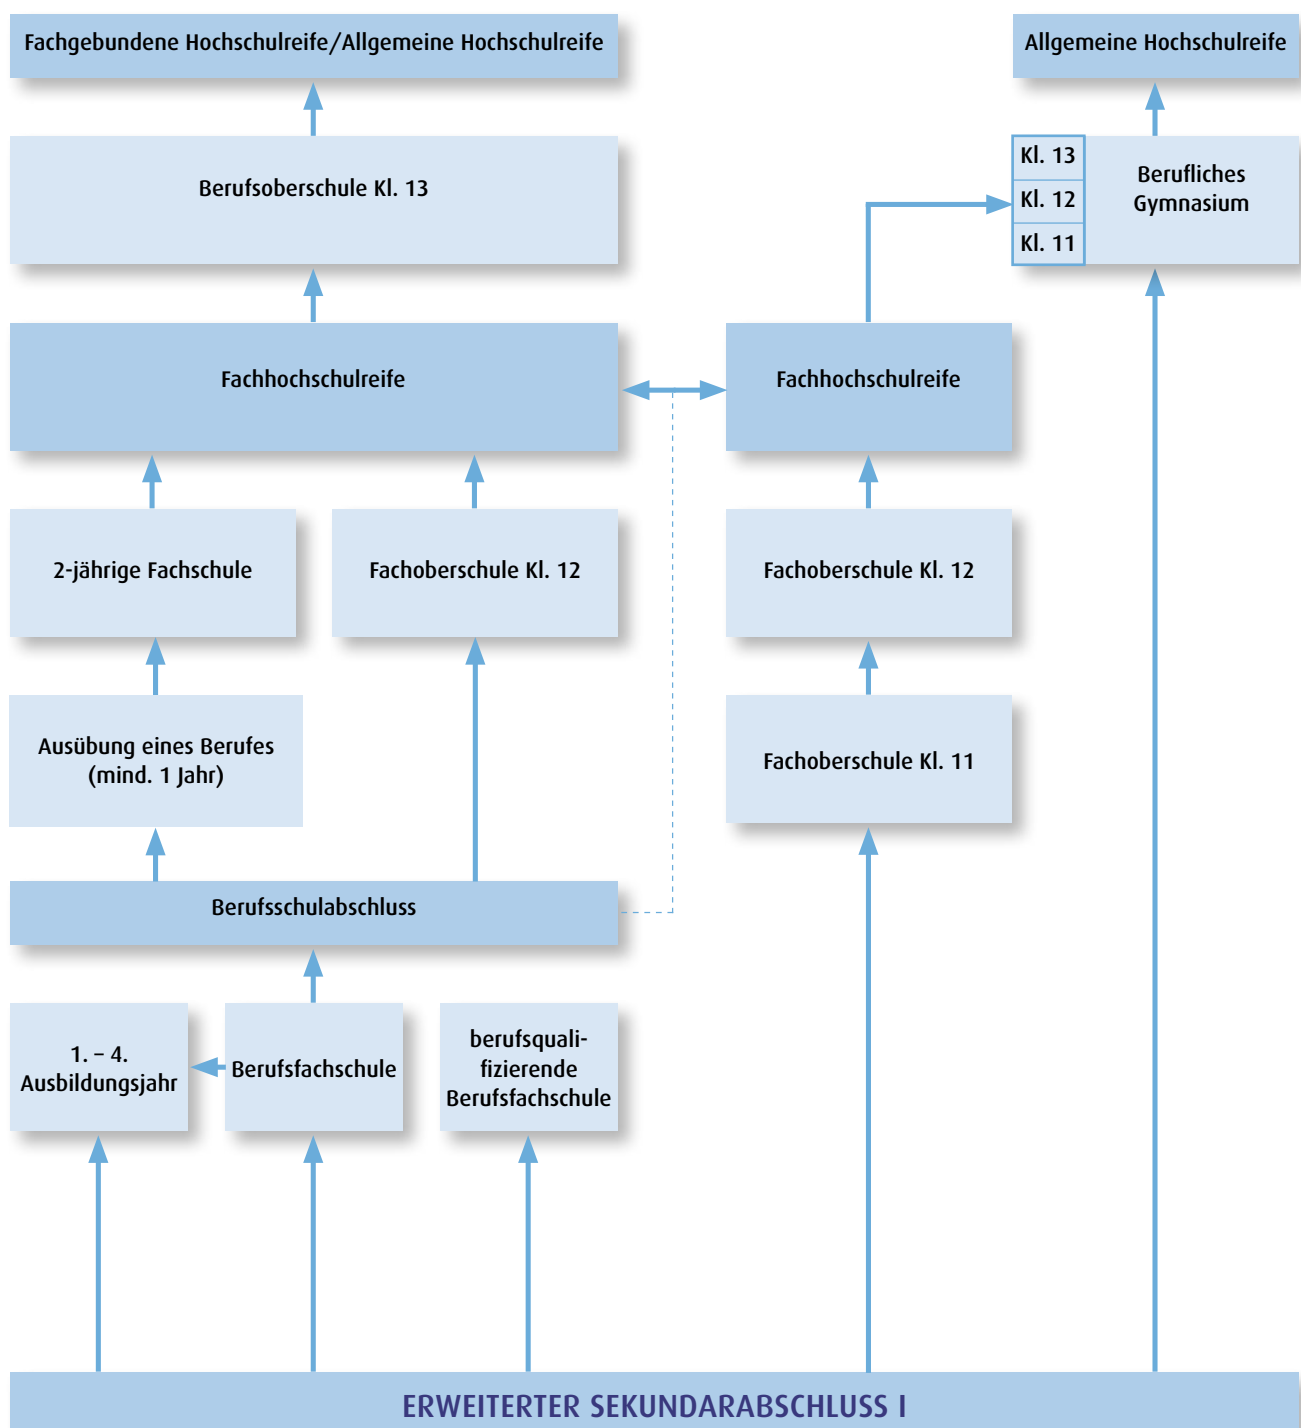 Fachgebundene Hochschulreife/Allgemeine Hochschulreife
Allgemeine Hochschulreife
Berufsoberschule Kl. 13
Kl. 13
Kl. 12
Kl. 11
Berufliches
Gymnasium
Fachhochschulreife
Fachhochschulreife
2-jährige Fachschule
Fachoberschule Kl. 12
Fachoberschule Kl. 12
Ausübung eines Berufes
(mind. 1 Jahr)
Fachoberschule Kl. 11
Berufsschulabschluss
1. – 4.
Ausbildungsjahr
Berufsfachschule
berufsquali-
fizierende
Berufsfachschule
ERWEITERTER SEKUNDARABSCHLUSS I